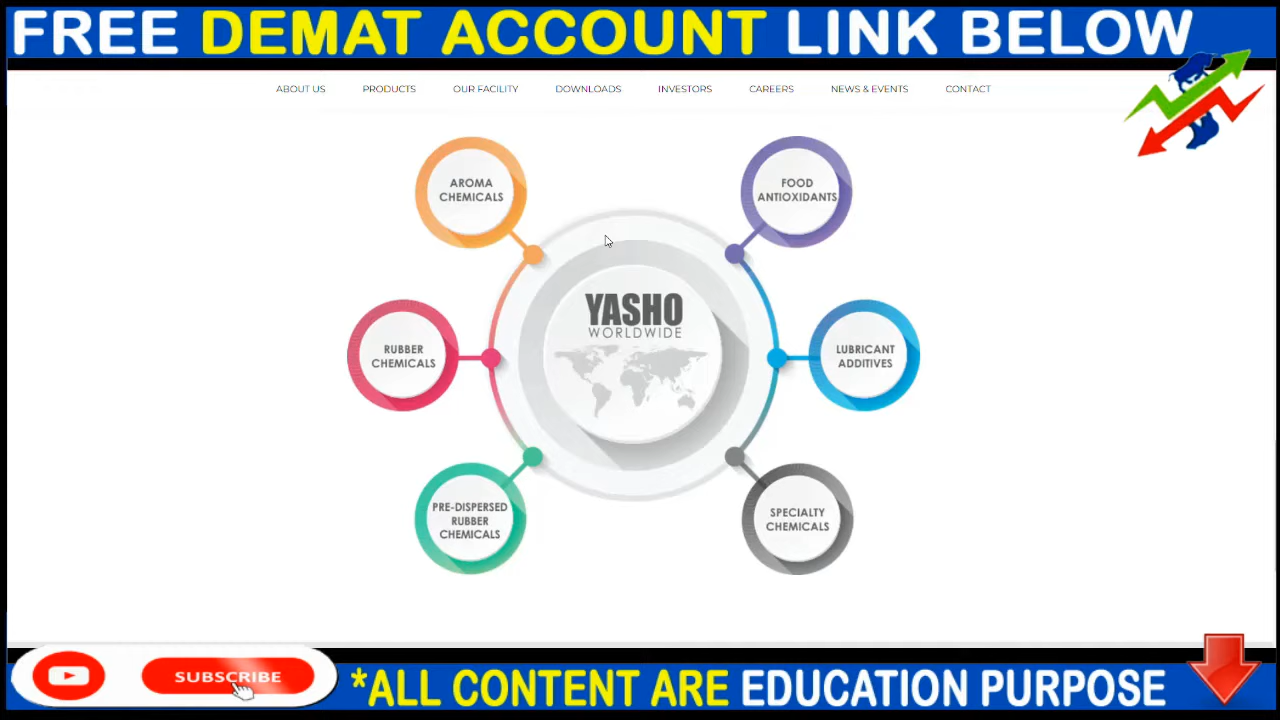 FREE DEMAT ACCOUNT LINK BELOW
ABOUT US PRODUCTS OUR FACILITY DOWNLOADS INVESTORS CAREERS NEWS & EVENTS CONTACT
AROMA
CHEMICALS
FOOD
ANTIOXIDANTS
YASHO
WORLDWIDE
RUBBER
CHEMICALS
LUBRICANT
ADDITIVES
PRE-DISPERSED
RUBBER
CHEMICALS
SPECIALTY
CHEMICALS
SUBSCRIBE
*ALL CONTENT ARE EDUCATION PURPOSE